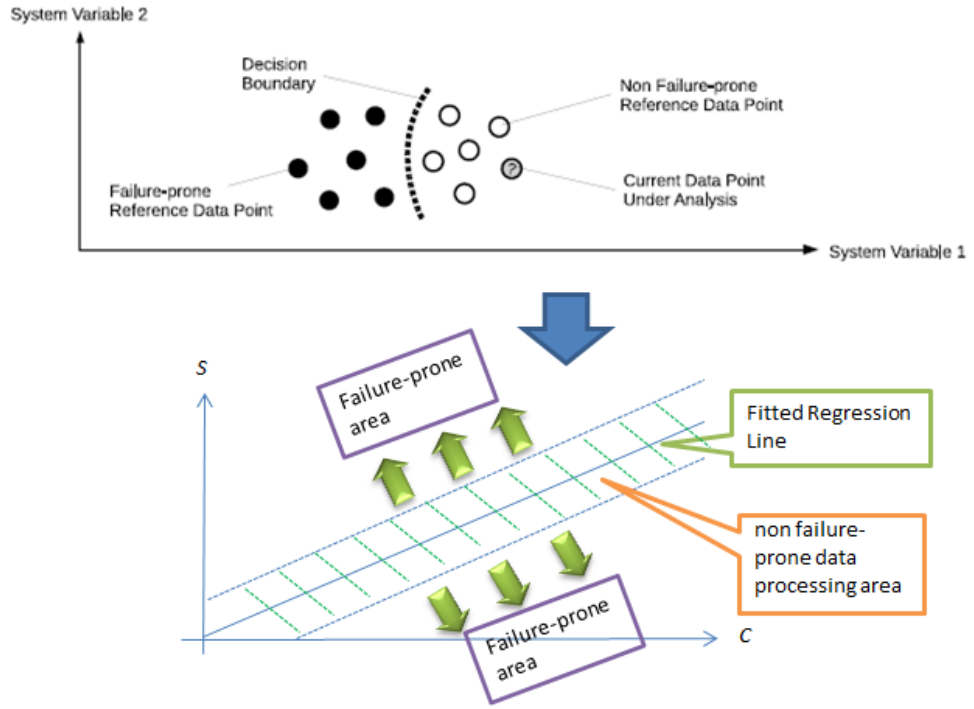 System Variable 2
Decision
Boundary
Non Failure-prone
Reference Data Point
?
Failure-prone
Reference Data Point
Current Data Point
Under Analysis
System Variable 1
S
Failure-prone
area
Fitted Regression
Line
non failure-
prone data
processing area
Failure-prone
area
C